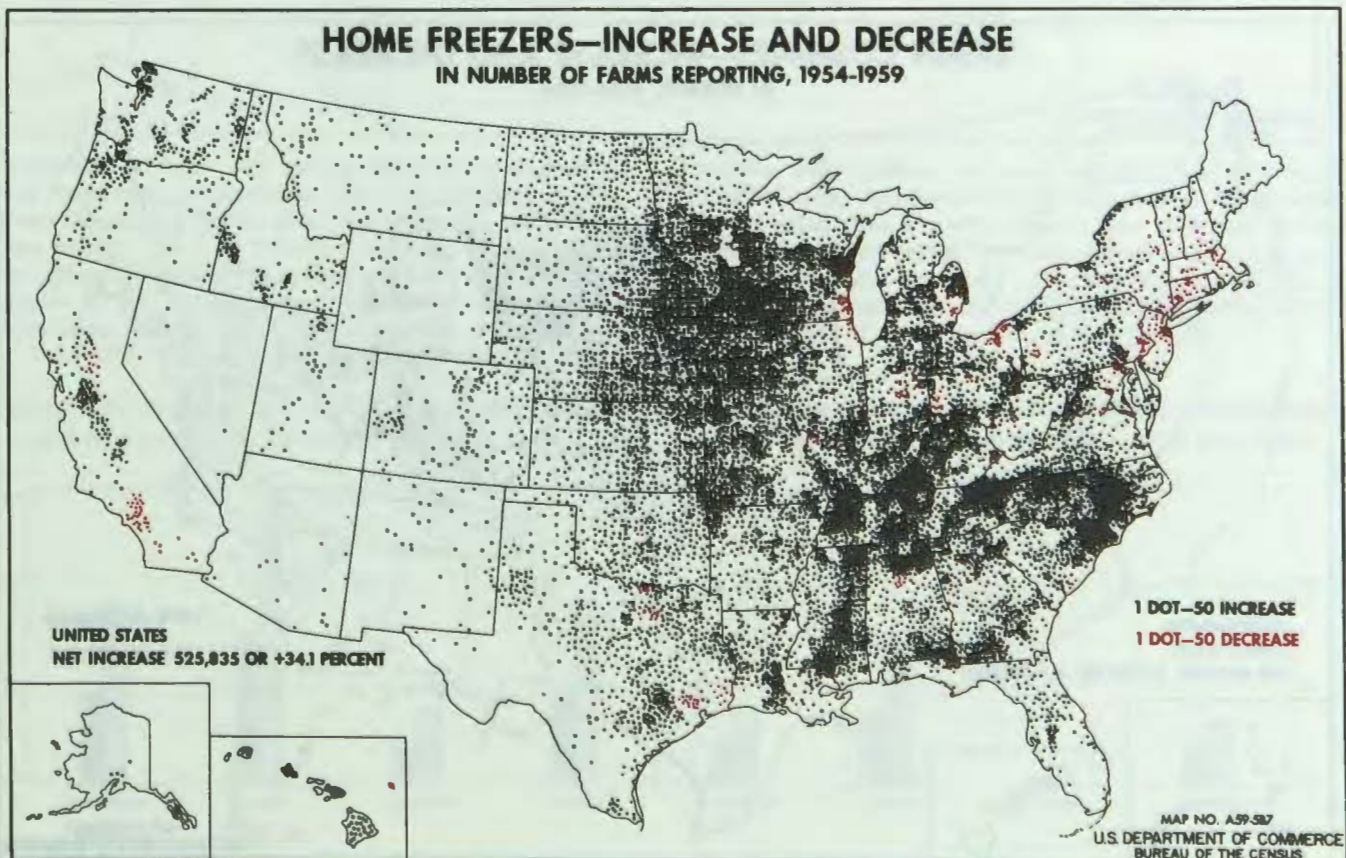 HOME FREEZERS—INCREASE AND DECREASE
IN NUMBER OF FARMS REPORTING, 1954-1959
1 DOT—50 INCREASE
1 DOT—50 DECREASE
UNITED STATES
NET INCREASE 525,835 OR +34.1 PERCENT
MAP NO. A59-587
U.S. DEPARTMENT OF COMMERCE
BUREAU OF THE CENSUS